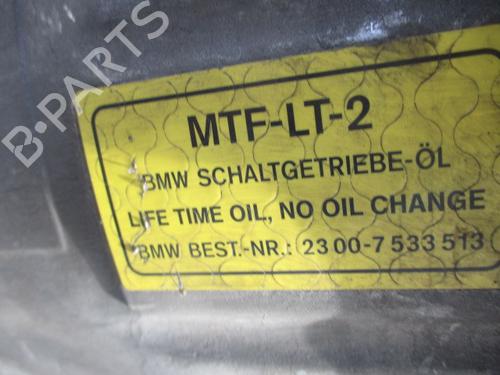 B-PARTS
MTF-LT-2
BMW SCHALTGETRIEBE-ÖL
LIFE TIME OIL, NO OIL CHANGE
BMW BEST.-NR.: 23 00-7 533 513